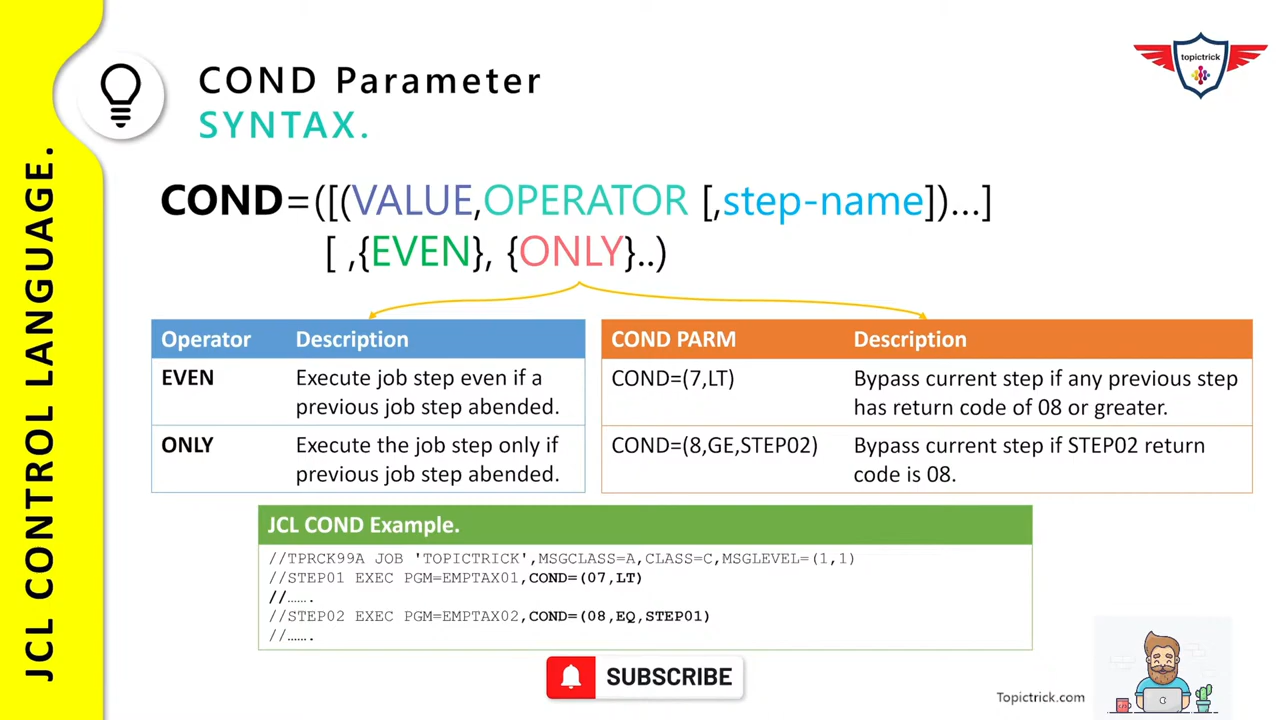 JCL CONTROL LANGUAGE.
COND Parameter
SYNTAX.
topictrick
COND=([(VALUE,OPERATOR [,step-name])...]
[ ,{EVEN}, {ONLY}..)
Operator Description
EVEN Execute job step even if a
previous job step abended.
ONLY Execute the job step only if
previous job step abended.
COND PARM Description
COND=(7,LT) Bypass current step if any previous step
has return code of 08 or greater.
COND=(8,GE,STEP02) Bypass current step if STEP02 return
code is 08.
JCL COND Example.
//TPRCK99A JOB 'TOPICTRICK',MSGCLASS=A,CLASS=C,MSGLEVEL=(1,1)
//STEP01 EXEC PGM=EMPTAX01,COND=(07,LT)
//…….
//STEP02 EXEC PGM=EMPTAX02,COND=(08,EQ,STEP01)
//…….
SUBSCRIBE
Topictrick.com